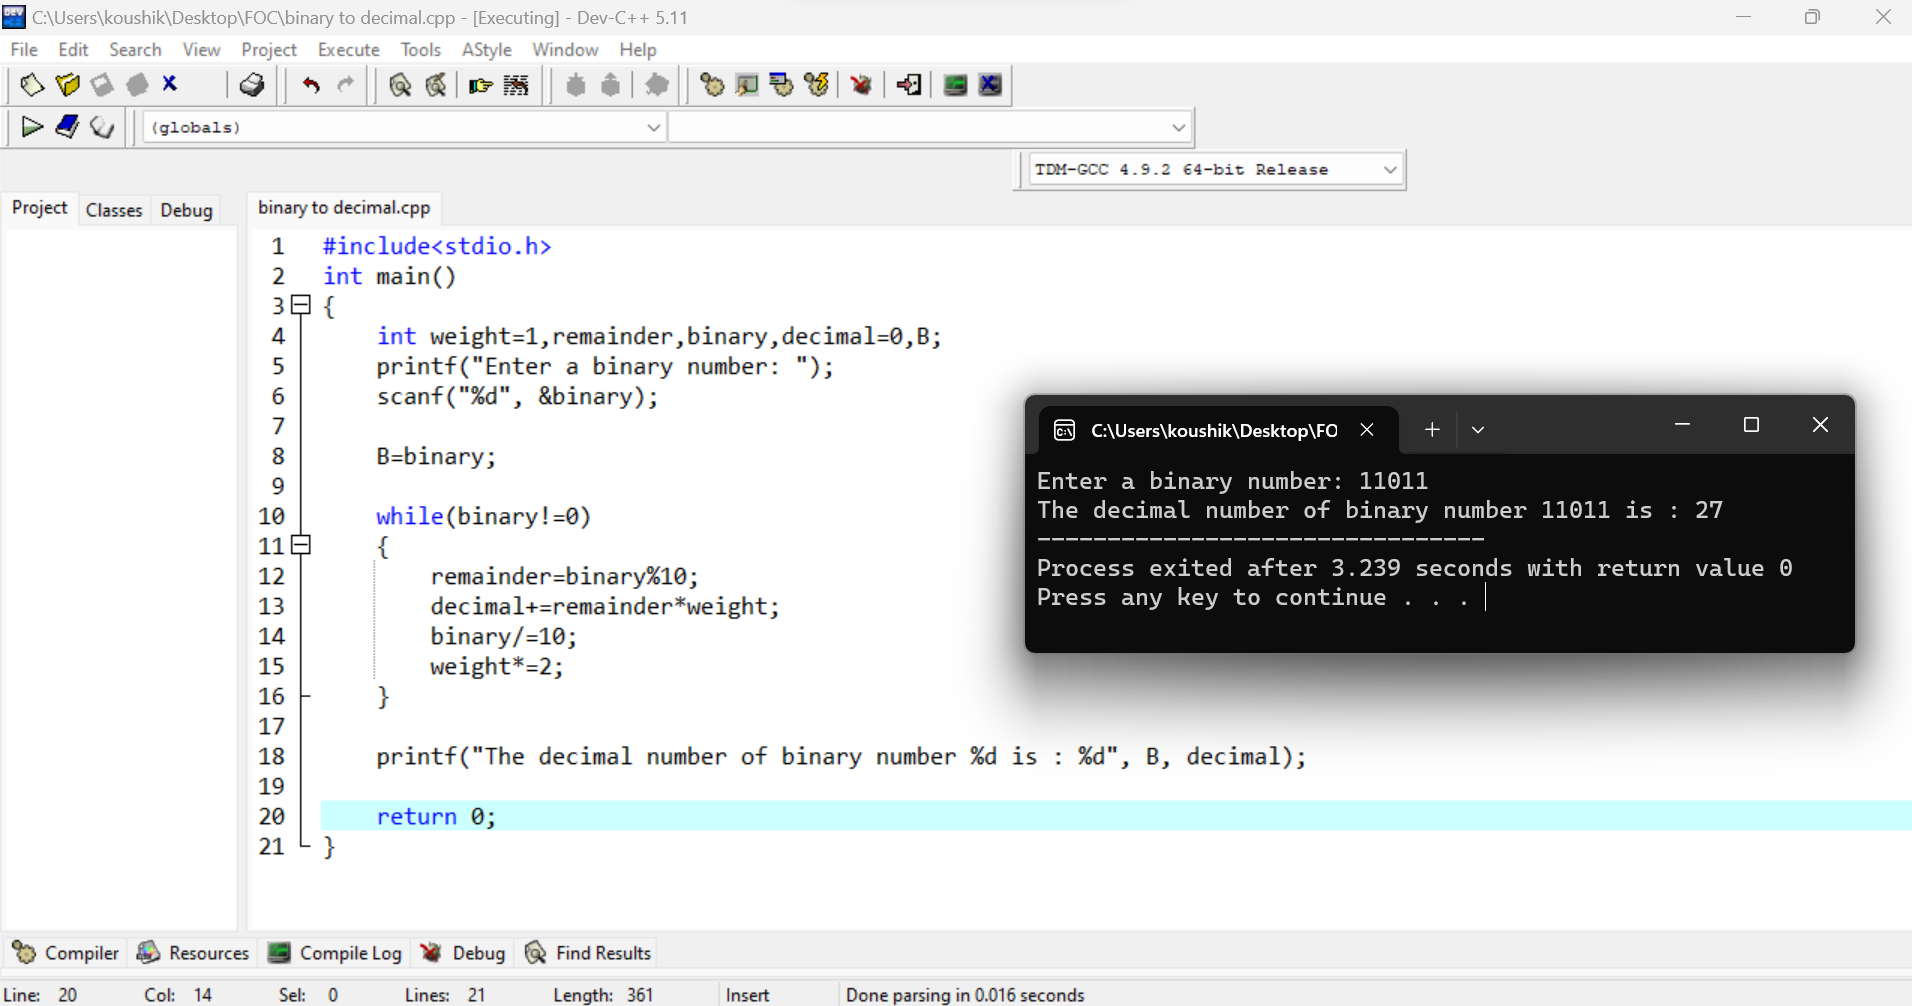 C:\Users\koushik\Desktop\FOC\binary to decimal.cpp - [Executing] - Dev-C++ 5.11
File Edit Search View Project Execute Tools AStyle Window Help
(globals)
TDM-GCC 4.9.2 64-bit Release
Project Classes Debug
binary to decimal.cpp
1 #include<stdio.h>
2 int main()
3 {
4 int weight=1,remainder,binary,decimal=0,B;
5 printf("Enter a binary number: ");
6 scanf("%d", &binary);
7
8 B=binary;
9
10 while(binary!=0)
11 {
12 remainder=binary%10;
13 decimal+=remainder*weight;
14 binary/=10;
15 weight*=2;
16 }
17
18 printf("The decimal number of binary number %d is : %d", B, decimal);
19
20 return 0;
21 }
C:\Users\koushik\Desktop\FO
Enter a binary number: 11011
The decimal number of binary number 11011 is : 27
--------------------------------
Process exited after 3.239 seconds with return value 0
Press any key to continue . . .
Compiler Resources Compile Log Debug Find Results
Line: 20 Col: 14 Sel: 0 Lines: 21 Length: 361 Insert Done parsing in 0.016 seconds